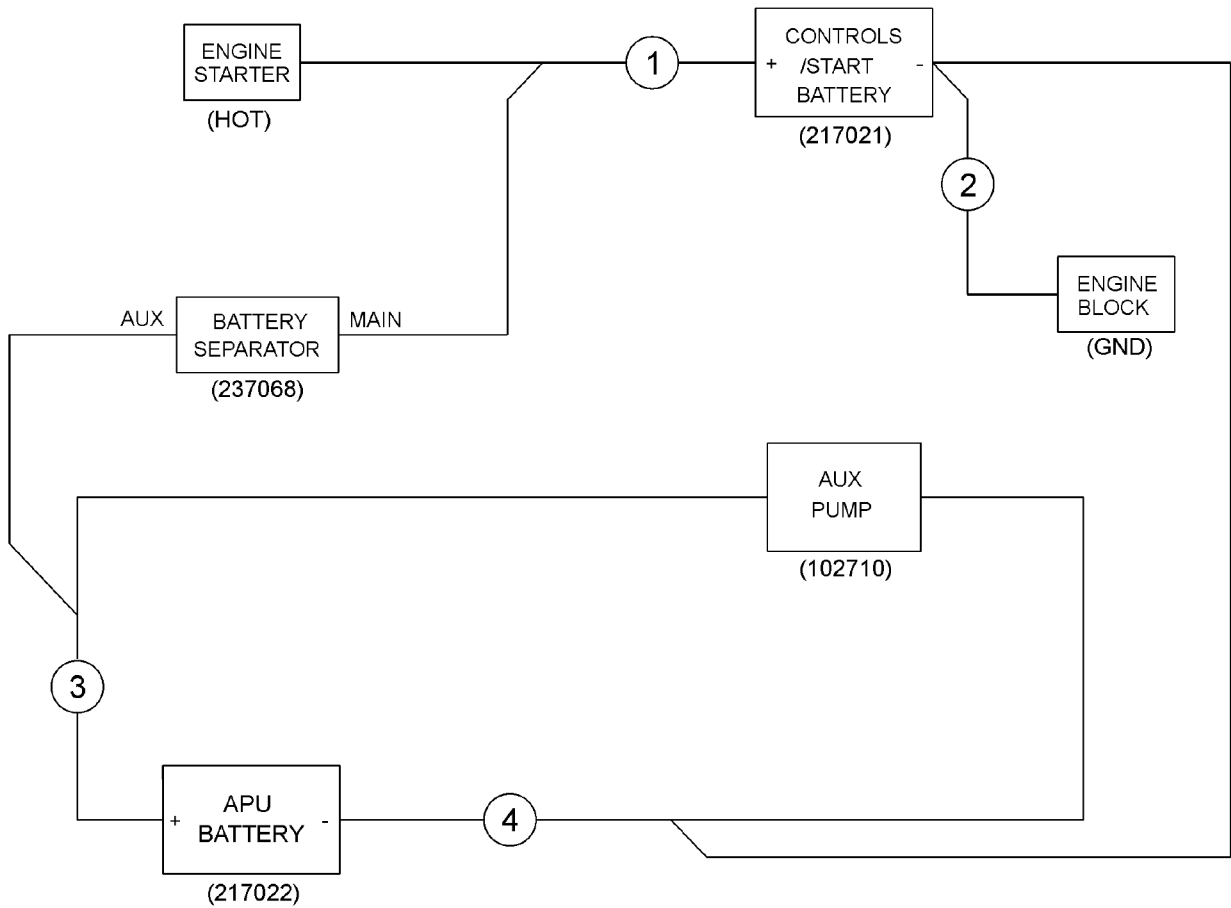 ENGINE
STARTER
(HOT)
1
CONTROLS
+ /START -
BATTERY
(217021)
2
ENGINE
BLOCK
(GND)
AUX
BATTERY
SEPARATOR
MAIN
(237068)
AUX
PUMP
(102710)
3
APU
+ BATTERY -
(217022)
4